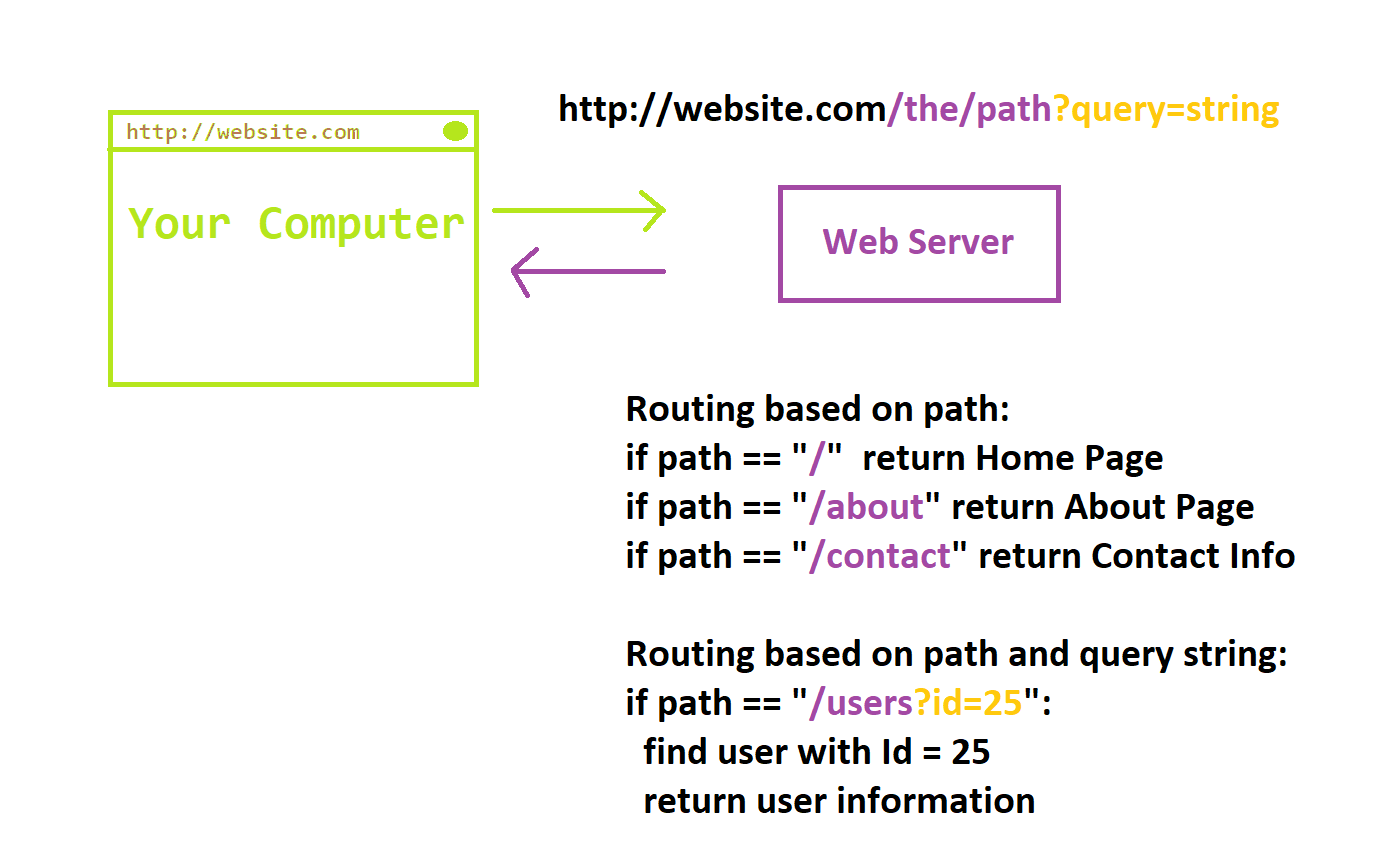 http://website.com/the/path?query=string
http://website.com
Your Computer
Web Server
Routing based on path:
if path == "/"  return Home Page
if path == "/about" return About Page
if path == "/contact" return Contact Info
Routing based on path and query string:
if path == "/users?id=25":
find user with Id = 25
return user information